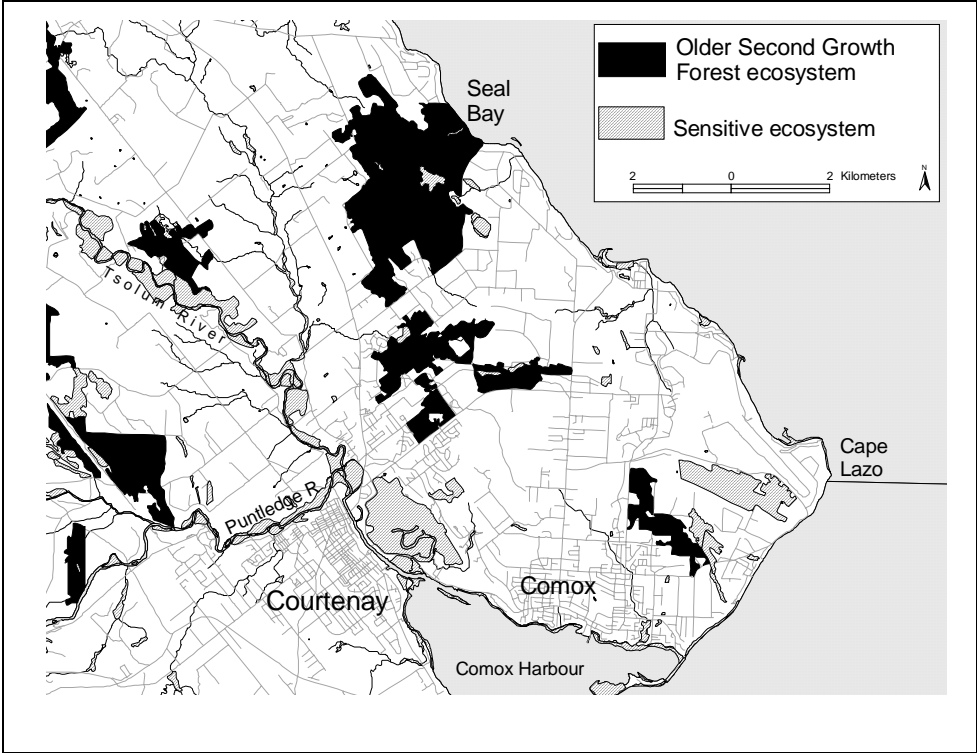 Older Second Growth
Forest ecosystem
Sensitive ecosystem
2 0 2 Kilometers
N
Seal
Bay
Tsolum River
Cape
Lazo
Puntledge R.
Courtenay
Comox
Comox Harbour